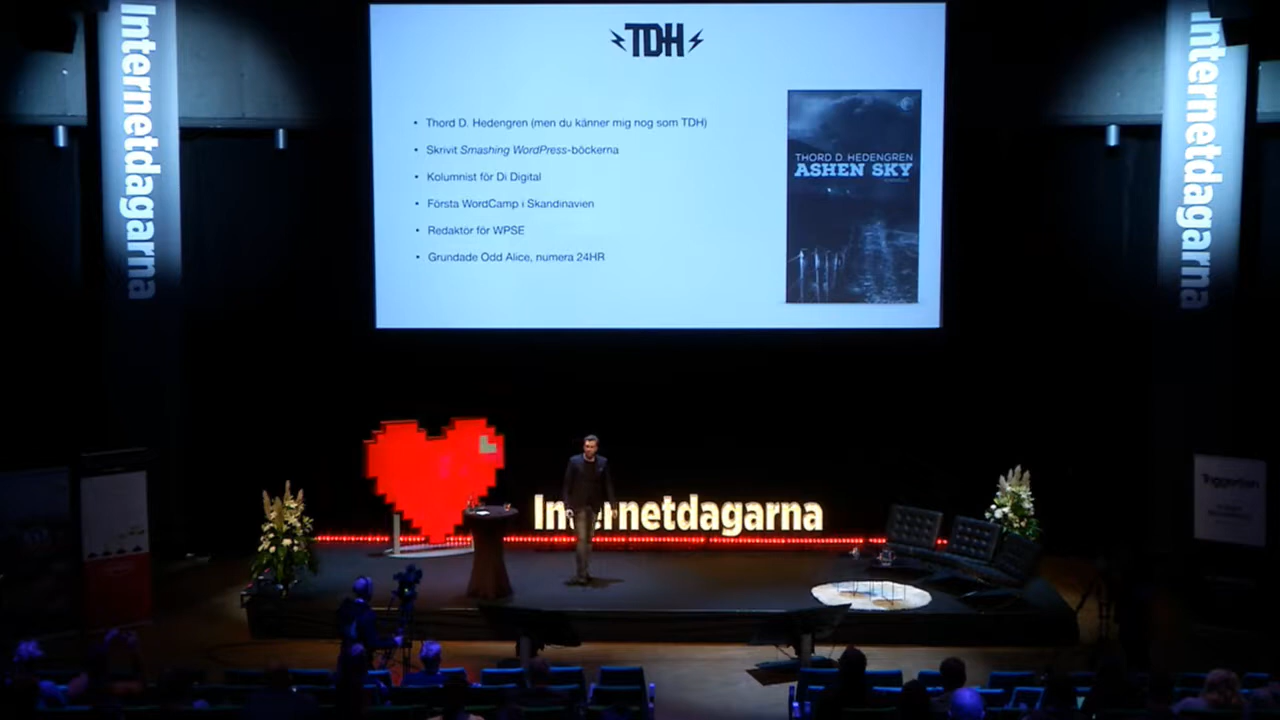 Internetdagarna
TDH
• Thord D. Hedengren (men du känner mig nog som TDH)
• Skrivit Smashing WordPress-böckerna
• Kolumnist för Di Digital
• Första WordCamp i Skandinavien
• Redaktör för WPSE
• Grundade Odd Alice, numera 24HR
THORD D. HEDENGREN
ASHEN SKY
Internetdagarna
Internetdagarna